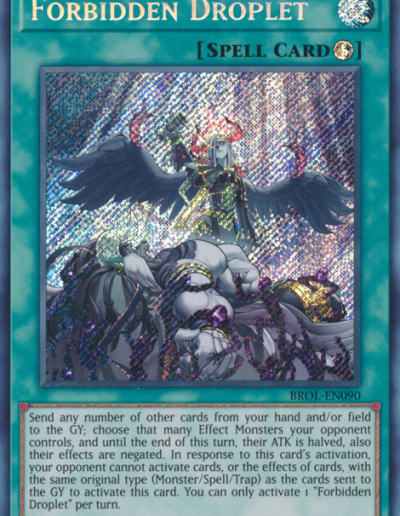 FORBIDDEN DROPLET
[SPELL CARD]
BROL-EN090
Send any number of other cards from your hand and/or field
to the GY; choose that many Effect Monsters your opponent
controls, and until the end of this turn, their ATK is halved, also
their effects are negated. In response to this card's activation,
your opponent cannot activate cards, or the effects of cards, with
the same original type (Monster/Spell/Trap) as the cards sent to
the GY to activate this card. You can only activate 1 "Forbidden
Droplet" per turn.